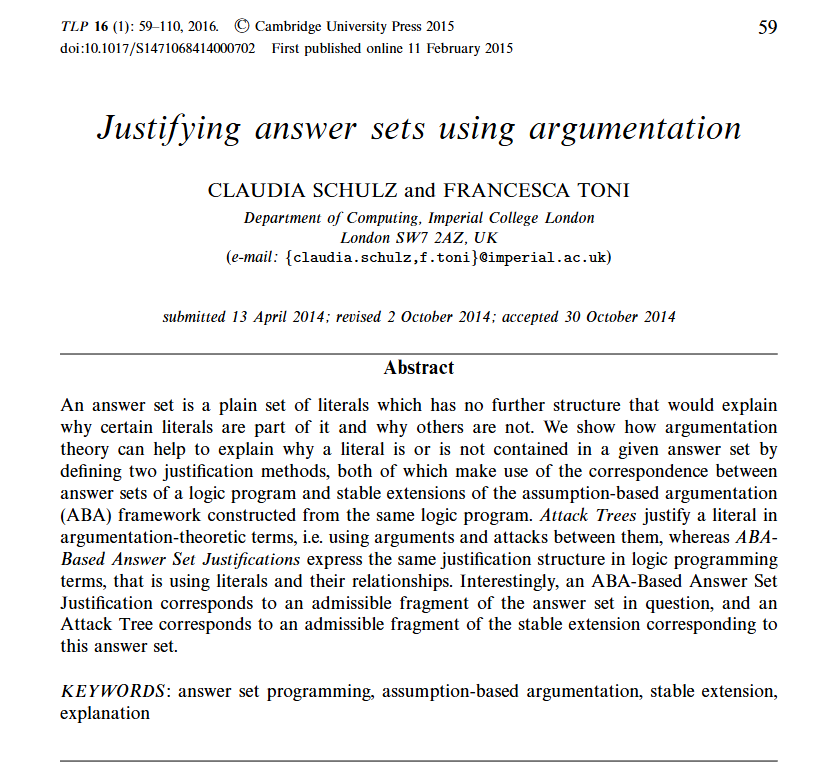 TLP 16 (1): 59–110, 2016. © Cambridge University Press 2015 59
doi:10.1017/S1471068414000702 First published online 11 February 2015
Justifying answer sets using argumentation
CLAUDIA SCHULZ and FRANCESCA TONI
Department of Computing, Imperial College London
London SW7 2AZ, UK
(e-mail: {claudia.schulz,f.toni}@imperial.ac.uk)
submitted 13 April 2014; revised 2 October 2014; accepted 30 October 2014
Abstract
An answer set is a plain set of literals which has no further structure that would explain
why certain literals are part of it and why others are not. We show how argumentation
theory can help to explain why a literal is or is not contained in a given answer set by
defining two justification methods, both of which make use of the correspondence between
answer sets of a logic program and stable extensions of the assumption-based argumentation
(ABA) framework constructed from the same logic program. Attack Trees justify a literal in
argumentation-theoretic terms, i.e. using arguments and attacks between them, whereas ABA-
Based Answer Set Justifications express the same justification structure in logic programming
terms, that is using literals and their relationships. Interestingly, an ABA-Based Answer Set
Justification corresponds to an admissible fragment of the answer set in question, and an
Attack Tree corresponds to an admissible fragment of the stable extension corresponding to
this answer set.
KEYWORDS: answer set programming, assumption-based argumentation, stable extension,
explanation